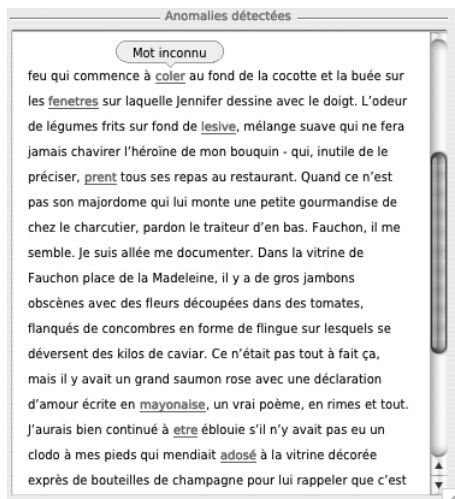 Anomalies détectées
Mot inconnu
feu qui commence à coler au fond de la cocotte et la buée sur
les fenetres sur laquelle Jennifer dessine avec le doigt. L'odeur
de légumes frits sur fond de lesive, mélange suave qui ne fera
jamais chavirer l'héroïne de mon bouquin - qui, inutile de le
préciser, prent tous ses repas au restaurant. Quand ce n'est
pas son majordome qui lui monte une petite gourmandise de
chez le charcutier, pardon le traiteur d'en bas. Fauchon, il me
semble. Je suis allée me documenter. Dans la vitrine de
Fauchon place de la Madeleine, il y a de gros jambons
obscènes avec des fleurs découpées dans des tomates,
flanqués de concombres en forme de flingue sur lesquels se
déversent des kilos de caviar. Ce n'était pas tout à fait ça,
mais il y avait un grand saumon rose avec une déclaration
d'amour écrite en mayonaise, un vrai poème, en rimes et tout.
J'aurais bien continué à etre éblouie s'il n'y avait pas eu un
clodo à mes pieds qui mendiait adosé à la vitrine décorée
exprès de bouteilles de champagne pour lui rappeler que c'est